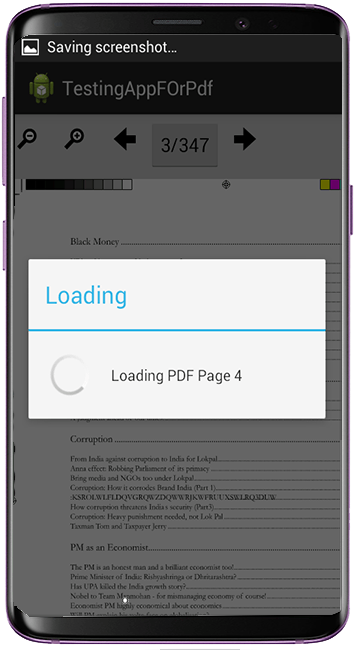 Saving screenshot...
TestingAppFOrPdf
3/347
Black Money
Loading
Loading PDF Page 4
Corruption
From India against corruption to India for Lokpal
Anna effect: Robbing Parliament of its primacy
Bring media and NGOs too under Lokpal
Corruption: How it corrodes Brand India (Part 1)
How corruption threatens India's security (Part3)
Corruption: Heavy punishment needed, not Lok Pal
Taxman Tom and Taxpayer Jerry
PM as an Economist
The PM is an honest man and a brilliant economist too!
Prime Minister of India: Rishyashringa or Dhritarashtra?
Has UPA killed the India growth story?
Nobel to Team Manmohan - for mismanaging economy of course!
Economist PM highly economical about economics